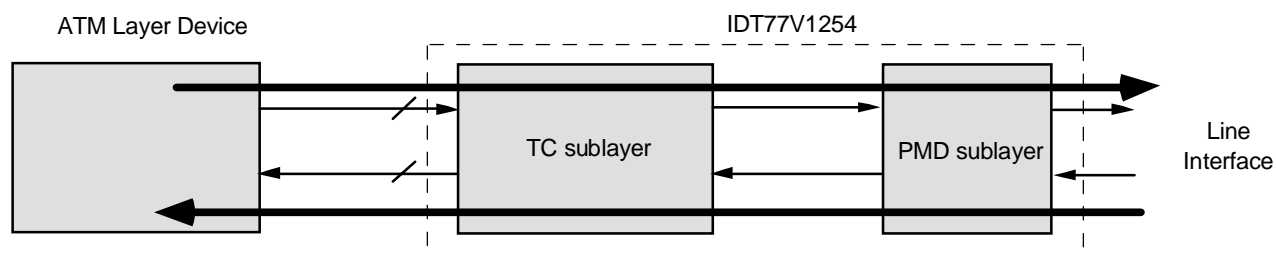 IDT77V1254
ATM Layer Device
TC sublayer
PMD sublayer
Line
Interface